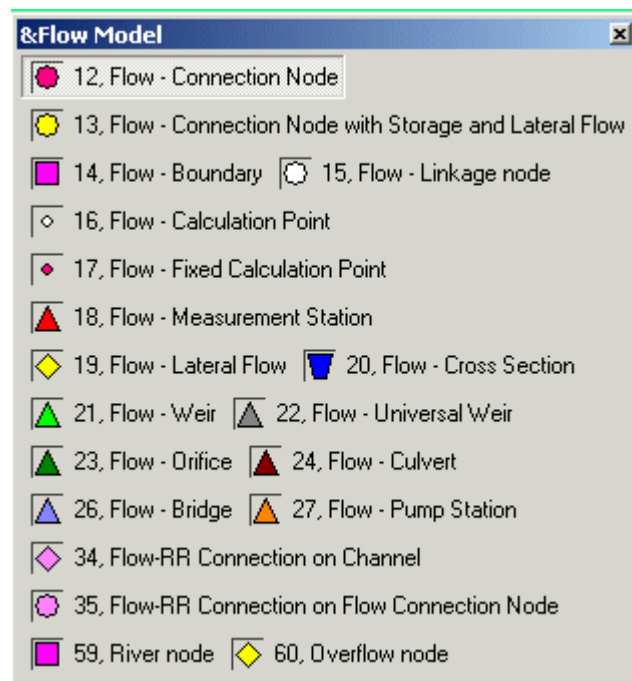 &Flow Model
12, Flow - Connection Node
13, Flow - Connection Node with Storage and Lateral Flow
14, Flow - Boundary 15, Flow - Linkage node
16, Flow - Calculation Point
17, Flow - Fixed Calculation Point
18, Flow - Measurement Station
19, Flow - Lateral Flow 20, Flow - Cross Section
21, Flow - Weir 22, Flow - Universal Weir
23, Flow - Orifice 24, Flow - Culvert
26, Flow - Bridge 27, Flow - Pump Station
34, Flow-RR Connection on Channel
35, Flow-RR Connection on Flow Connection Node
59, River node 60, Overflow node